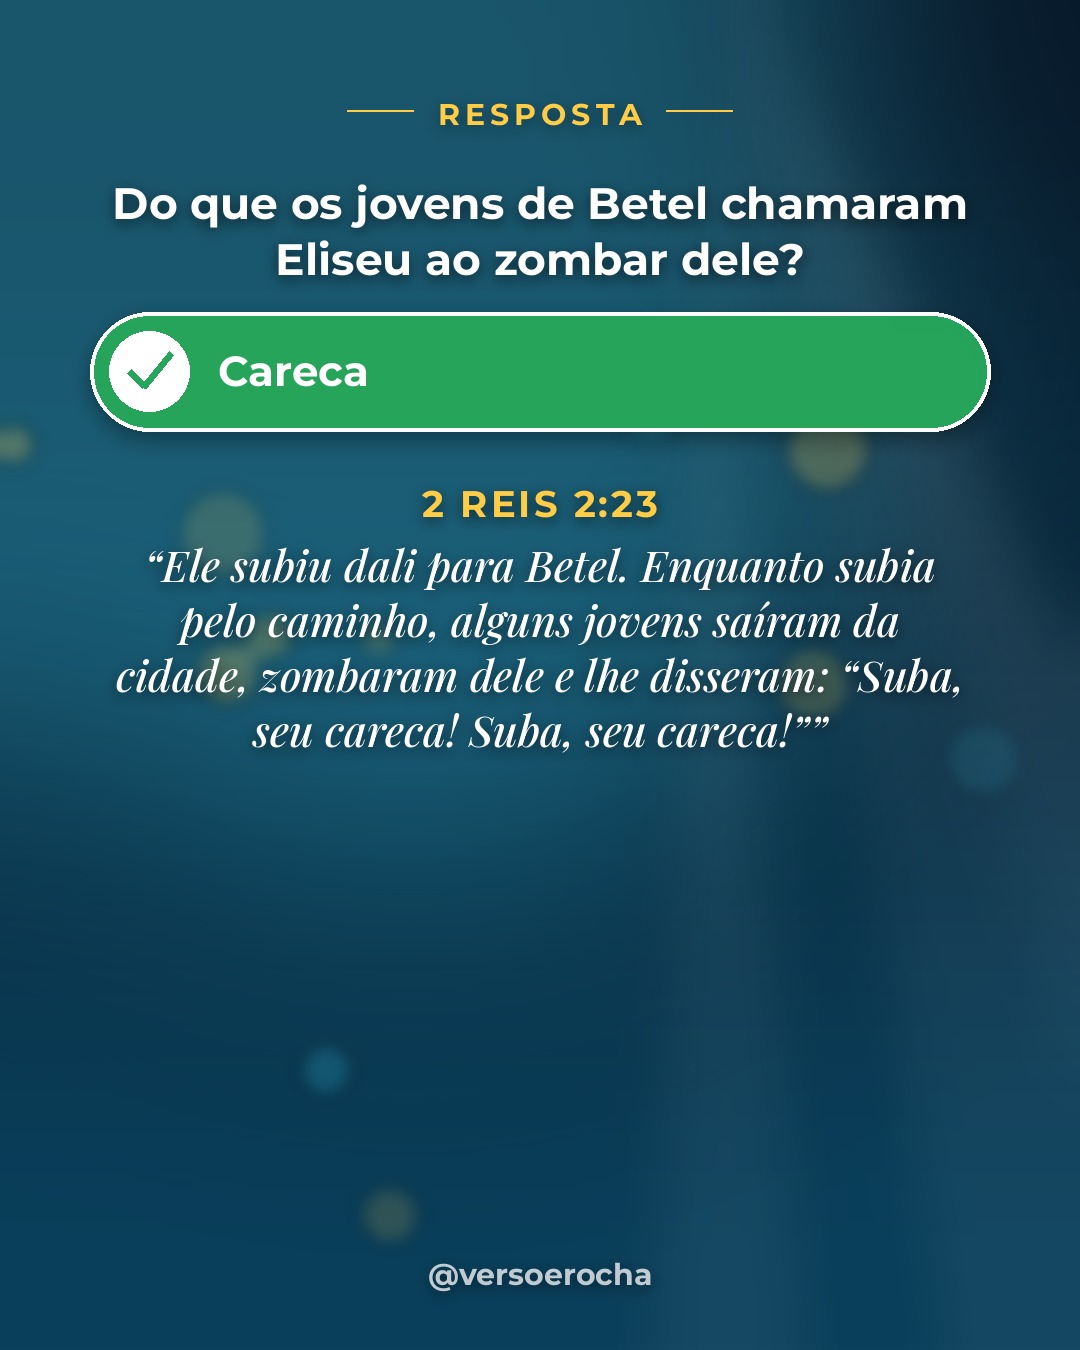 RESPOSTA
Do que os jovens de Betel chamaram
Eliseu ao zombar dele?
Careca
2 REIS 2:23
“Ele subiu dali para Betel. Enquanto subia
pelo caminho, alguns jovens saíram da
cidade, zombaram dele e lhe disseram: “Suba,
seu careca! Suba, seu careca!””
@versoerocha